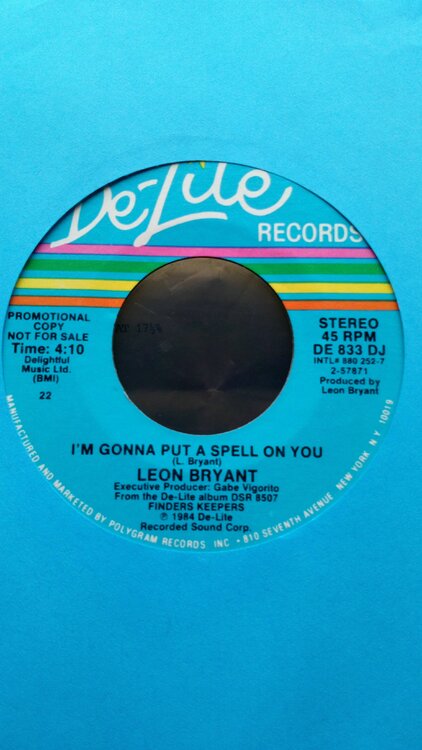 De-Lite
RECORDS
PROMOTIONAL
COPY
NOT FOR SALE
Time: 4:10
Delightful
Music Ltd.
(BMI)
22
STEREO
45 RPM
DE 833 DJ
INTL# 880 252-7
2-57871
Produced by
Leon Bryant
I'M GONNA PUT A SPELL ON YOU
(L. Bryant)
LEON BRYANT
Executive Producer: Gabe Vigorito
From the De-Lite album DSR 8507
FINDERS KEEPERS
℗ 1984 De-Lite
Recorded Sound Corp.
MANUFACTURED AND MARKETED BY POLYGRAM RECORDS INC • 810 SEVENTH AVENUE NEW YORK N.Y. 10019